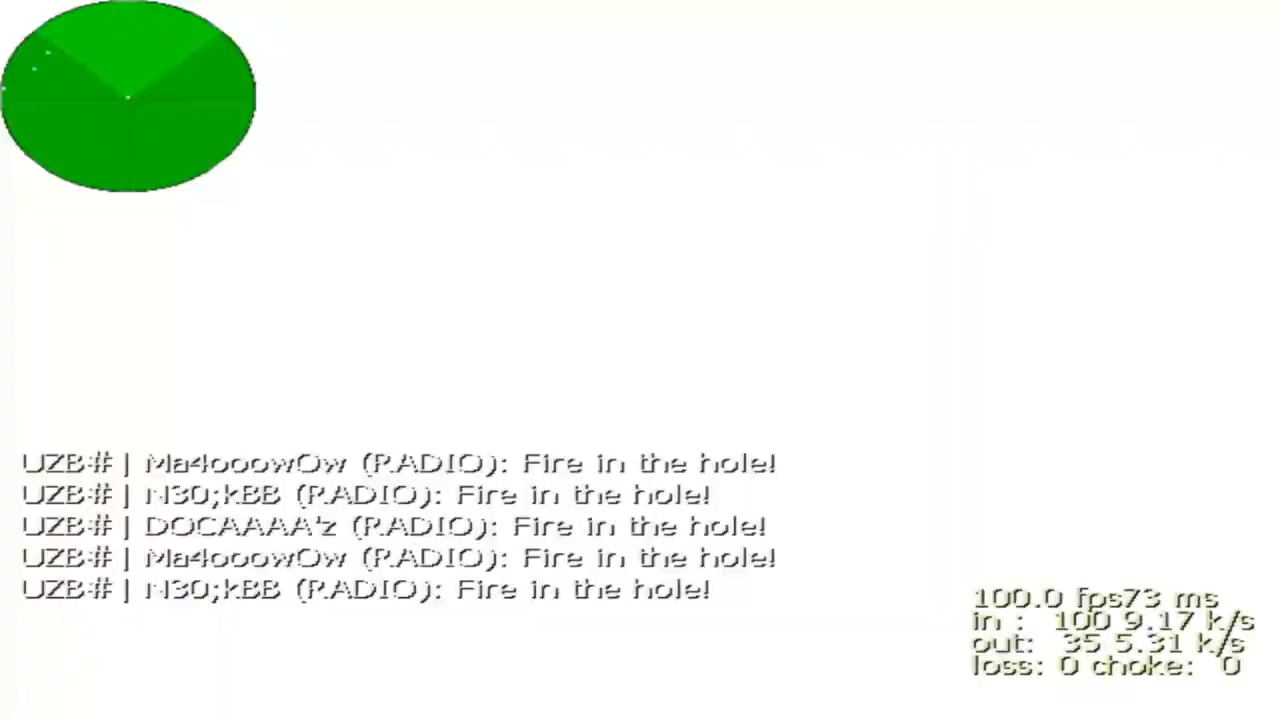 UZB# | Ma4ooowOw (RADIO): Fire in the hole!
UZB# | N30;kBB (RADIO): Fire in the hole!
UZB# | DOCAAAA'z (RADIO): Fire in the hole!
UZB# | Ma4ooowOw (RADIO): Fire in the hole!
UZB# | N30;kBB (RADIO): Fire in the hole!
100.0 fps73 ms
in : 100 9.17 k/s
out: 35 5.31 k/s
loss: 0 choke: 0